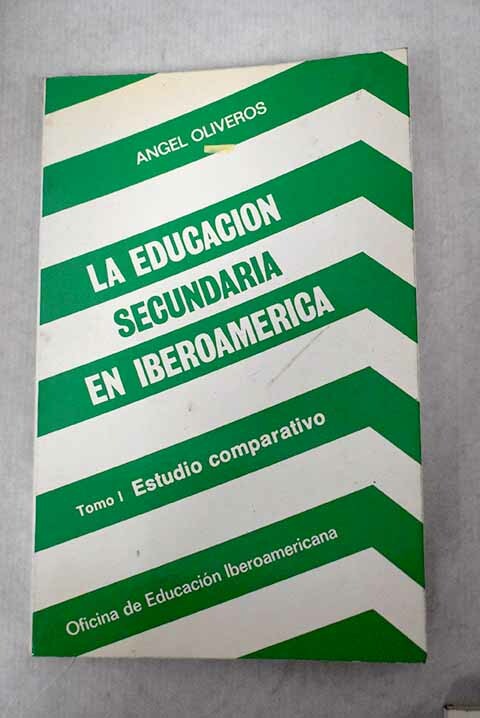 ANGEL OLIVEROS
LA EDUCACION
SECUNDARIA
EN IBEROAMERICA
Tomo I Estudio comparativo
Oficina de Educación Iberoamericana